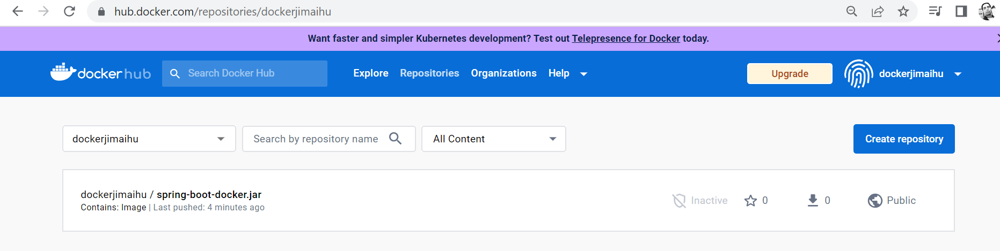 hub.docker.com/repositories/dockerjimaihu
Want faster and simpler Kubernetes development? Test out Telepresence for Docker today.
docker hub Search Docker Hub Explore Repositories Organizations Help Upgrade dockerjimaihu
dockerjimaihu Search by repository name All Content Create repository
dockerjimaihu / spring-boot-docker.jar
Contains: Image | Last pushed: 4 minutes ago
Inactive 0 0 Public